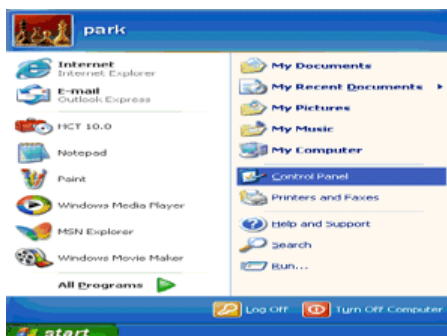 park
Internet
Internet Explorer
E-mail
Outlook Express
HCT 10.0
Notepad
Paint
Windows Media Player
MSN Explorer
Windows Movie Maker
All Programs
My Documents
My Recent Documents
My Pictures
My Music
My Computer
Control Panel
Printers and Faxes
Help and Support
Search
Run...
Log Off
Turn Off Computer
start